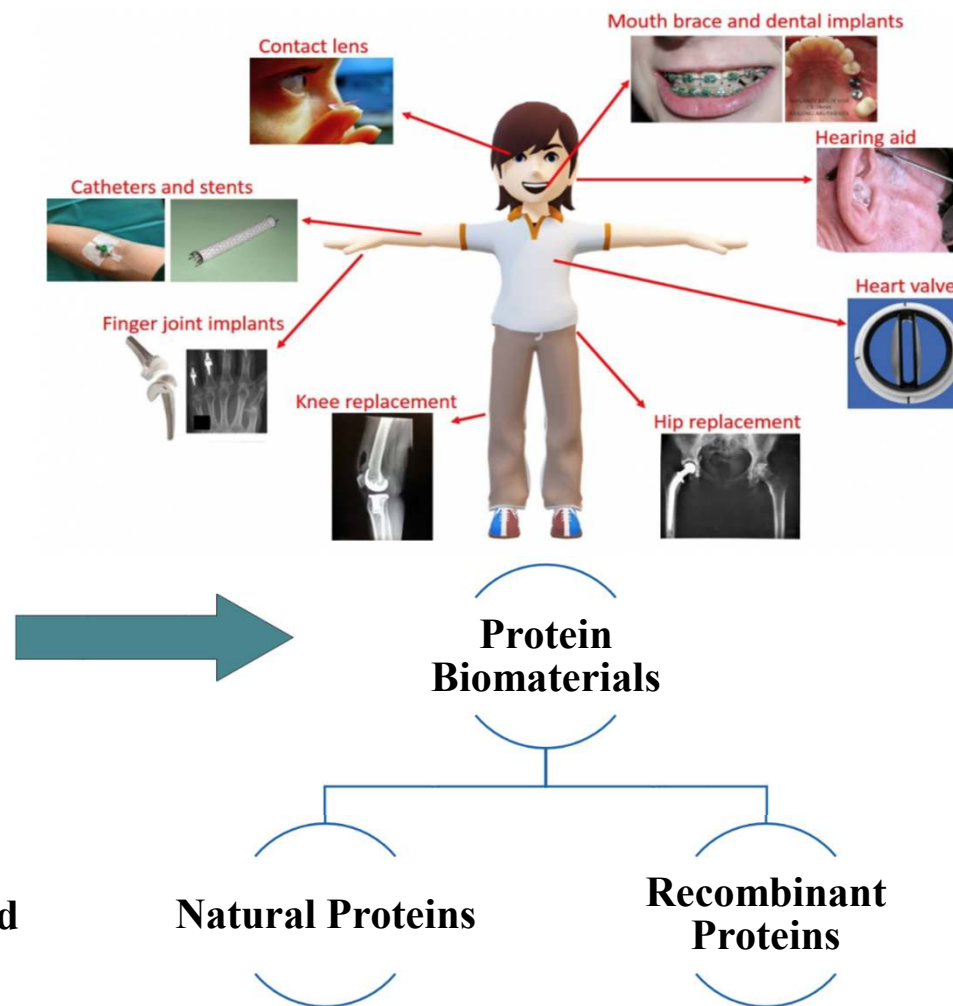 Mouth brace and dental implants
Contact lens
Hearing aid
Catheters and stents
Heart valve
Finger joint implants
Knee replacement
Hip replacement
Protein
Biomaterials
d
Natural Proteins
Recombinant
Proteins